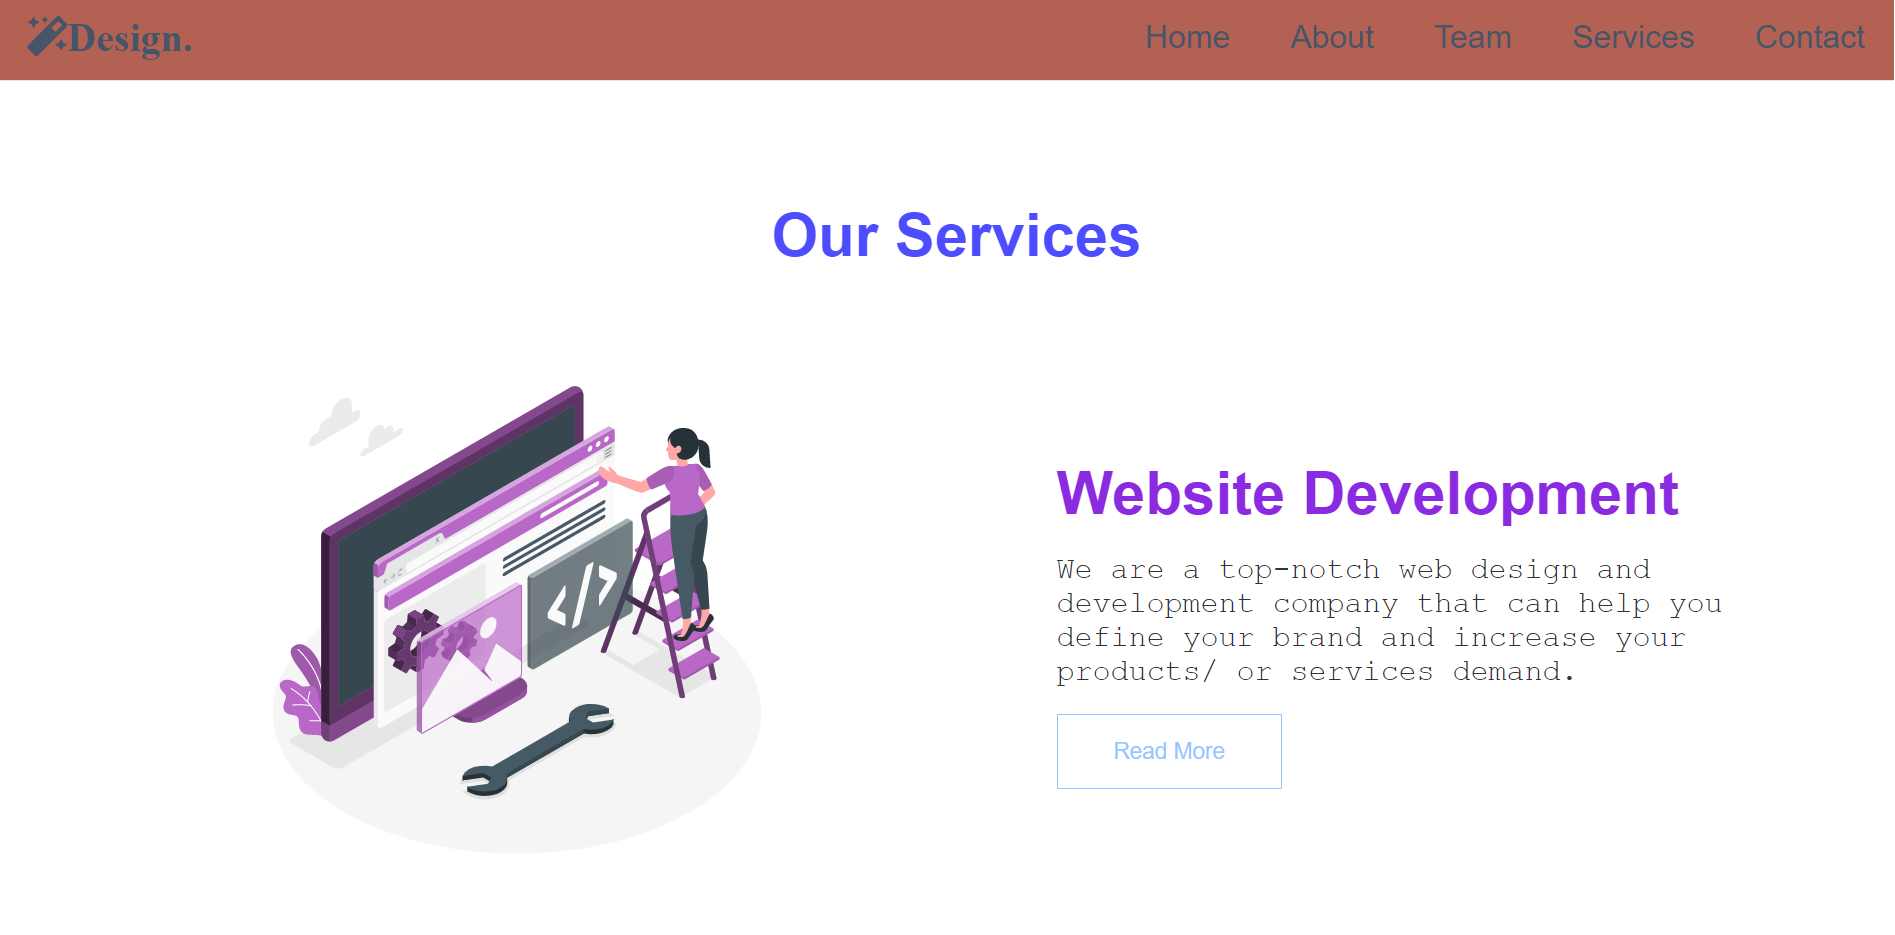 Design.
Home About Team Services Contact
Our Services
Website Development
We are a top-notch web design and
development company that can help you
define your brand and increase your
products/ or services demand.
Read More